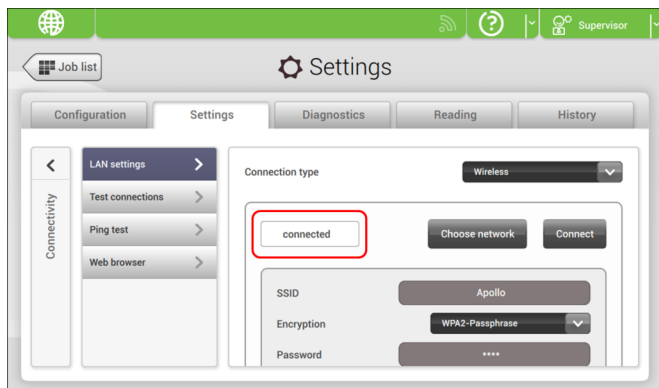 Supervisor
Job list
Settings
Configuration
Settings
Diagnostics
Reading
History
Connectivity
LAN settings
Test connections
Ping test
Web browser
Connection type
Wireless
connected
Choose network
Connect
SSID
Apollo
Encryption
WPA2-Passphrase
Password
****